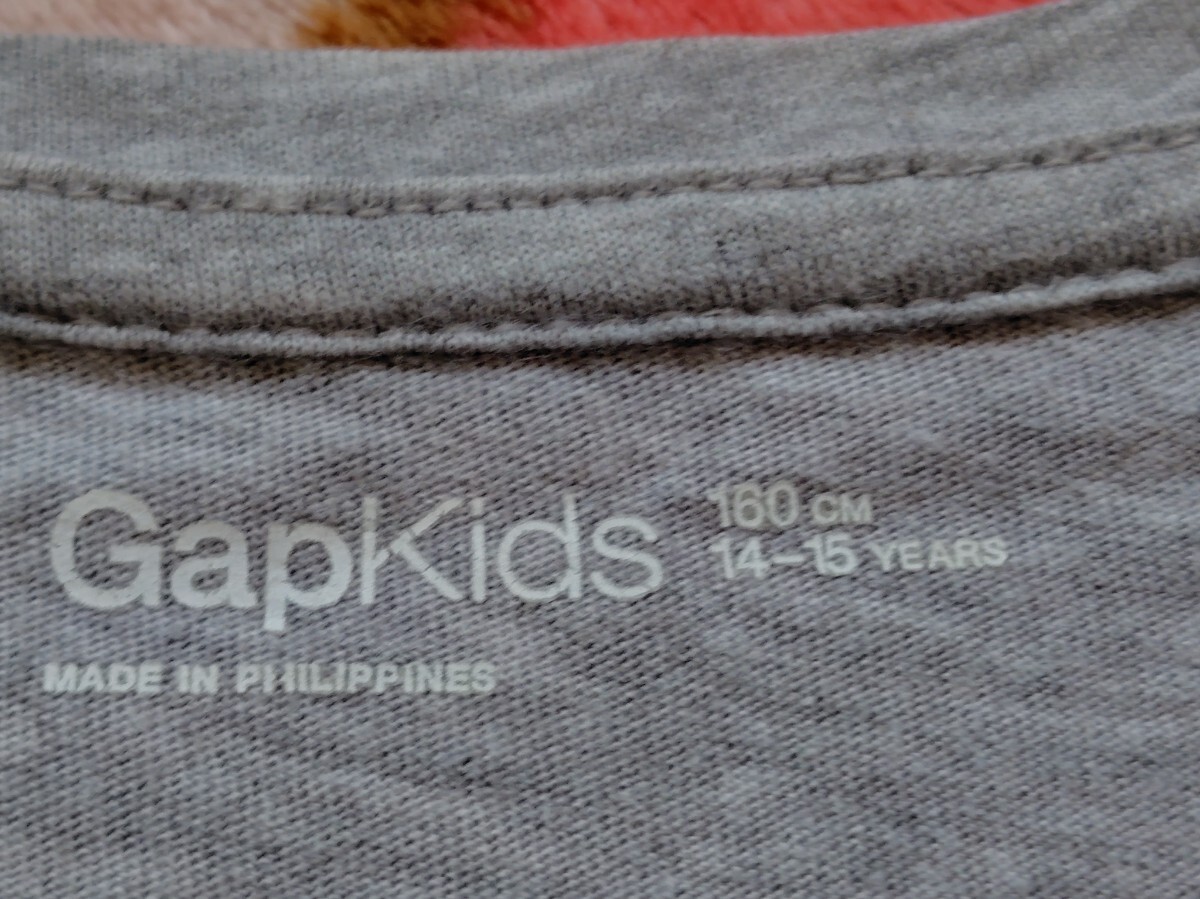 GapKids
160 CM
14–15 YEARS
MADE IN PHILIPPINES